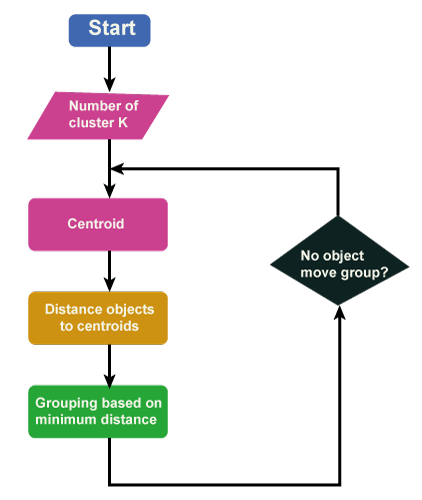 Start
Number of
cluster K
Centroid
No object
move group?
Distance objects
to centroids
Grouping based on
minimum distance